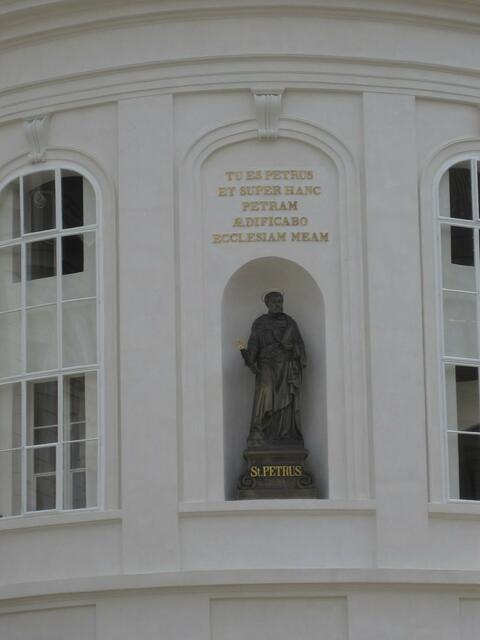 TU ES PETRUS
ET SUPER HANC
PETRAM
ÆDIFICABO
ECCLESIAM MEAM
St. PETRUS